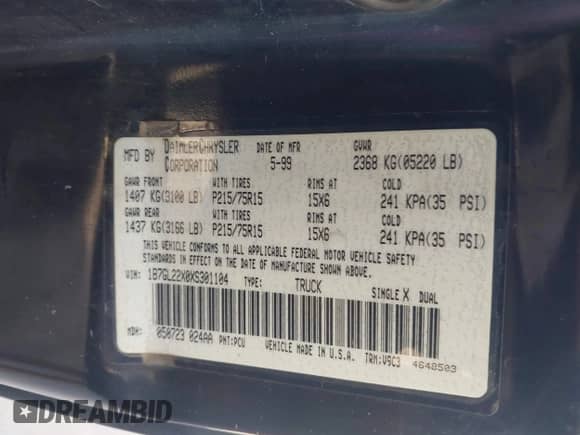 MFD BY DAIMLERCHRYSLER CORPORATION DATE OF MFR 5-99 GVWR 2368 KG(05220 LB)
GAWR FRONT WITH TIRES RIMS AT COLD
1407 KG(3100 LB) P215/75R15 15X6 241 KPA(35 PSI)
GAWR REAR WITH TIRES RIMS AT COLD
1437 KG(3166 LB) P215/75R15 15X6 241 KPA(35 PSI)
THIS VEHICLE CONFORMS TO ALL APPLICABLE FEDERAL MOTOR VEHICLE SAFETY
STANDARDS IN EFFECT ON THE DATE OF MANUFACTURE SHOWN ABOVE.
VIN: 1B7GL22X0XS301104 TYPE: TRUCK SINGLE X DUAL
MDH: 050723 024AA PNT:PCV VEHICLE MADE IN U.S.A. TRM:V9C3 4648503
DREAMBID